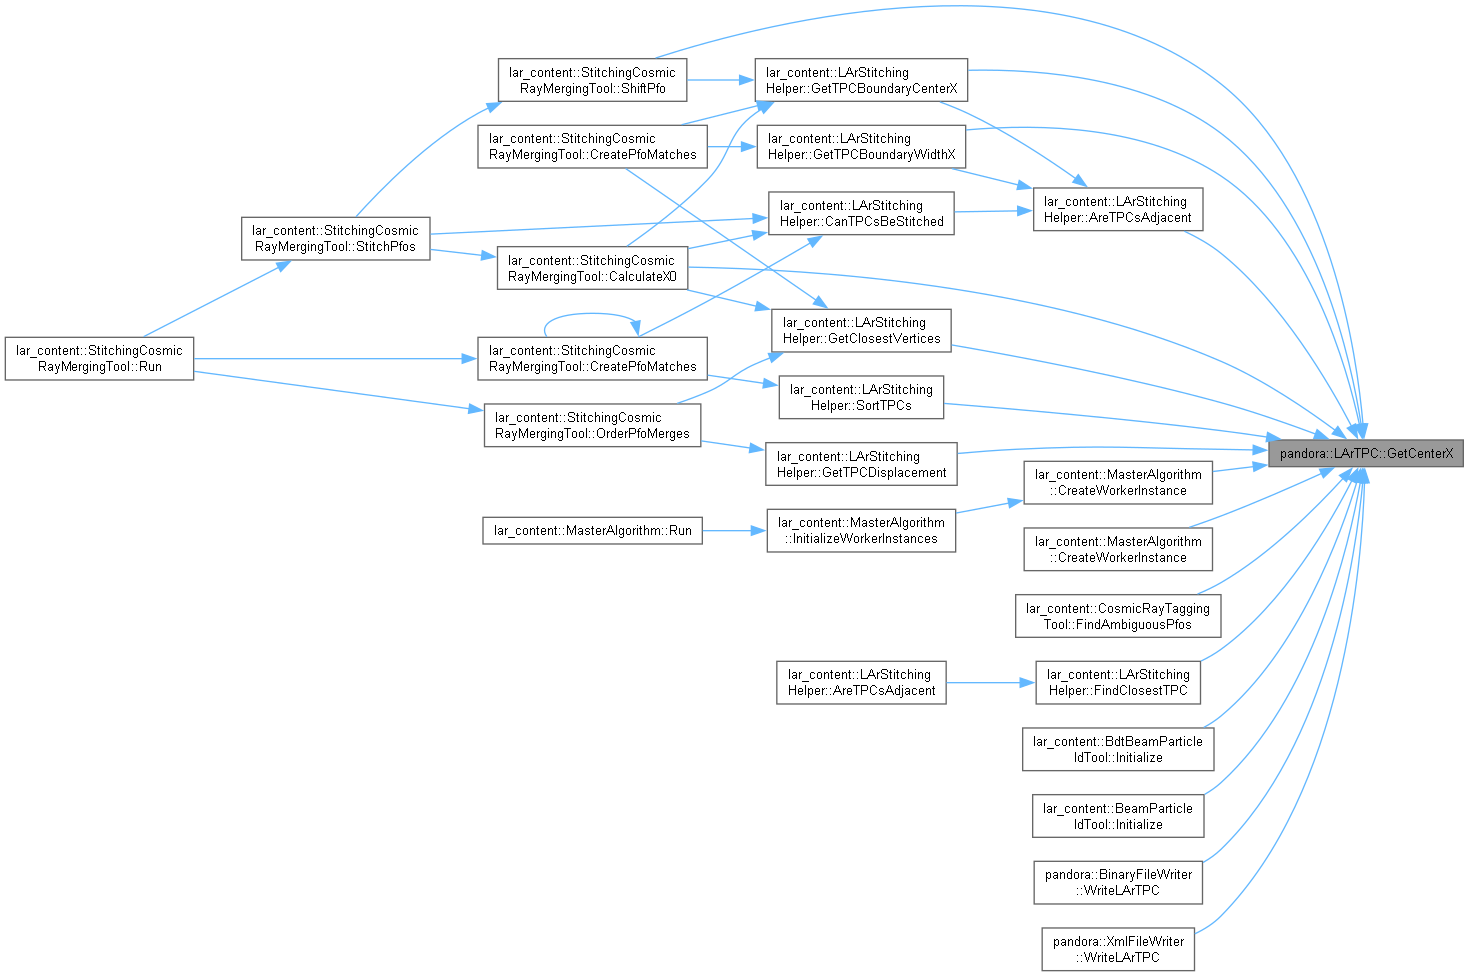 lar_content::StitchingCosmic
RayMergingTool::ShiftPfo
lar_content::LArStitching
Helper::GetTPCBoundaryCenterX
lar_content::StitchingCosmic
RayMergingTool::CreatePfoMatches
lar_content::LArStitching
Helper::GetTPCBoundaryWidthX
lar_content::LArStitching
Helper::AreTPCsAdjacent
lar_content::LArStitching
Helper::CanTPCsBeStitched
lar_content::StitchingCosmic
RayMergingTool::StitchPfos
lar_content::StitchingCosmic
RayMergingTool::CalculateX0
lar_content::LArStitching
Helper::GetClosestVertices
lar_content::StitchingCosmic
RayMergingTool::Run
lar_content::StitchingCosmic
RayMergingTool::CreatePfoMatches
lar_content::LArStitching
Helper::SortTPCs
lar_content::StitchingCosmic
RayMergingTool::OrderPfoMerges
lar_content::LArStitching
Helper::GetTPCDisplacement
pandora::LArTPC::GetCenterX
lar_content::MasterAlgorithm
::CreateWorkerInstance
lar_content::MasterAlgorithm::Run
lar_content::MasterAlgorithm
::InitializeWorkerInstances
lar_content::MasterAlgorithm
::CreateWorkerInstance
lar_content::CosmicRayTagging
Tool::FindAmbiguousPfos
lar_content::LArStitching
Helper::AreTPCsAdjacent
lar_content::LArStitching
Helper::FindClosestTPC
lar_content::BdtBeamParticle
IdTool::Initialize
lar_content::BeamParticle
IdTool::Initialize
pandora::BinaryFileWriter
::WriteLArTPC
pandora::XmlFileWriter
::WriteLArTPC